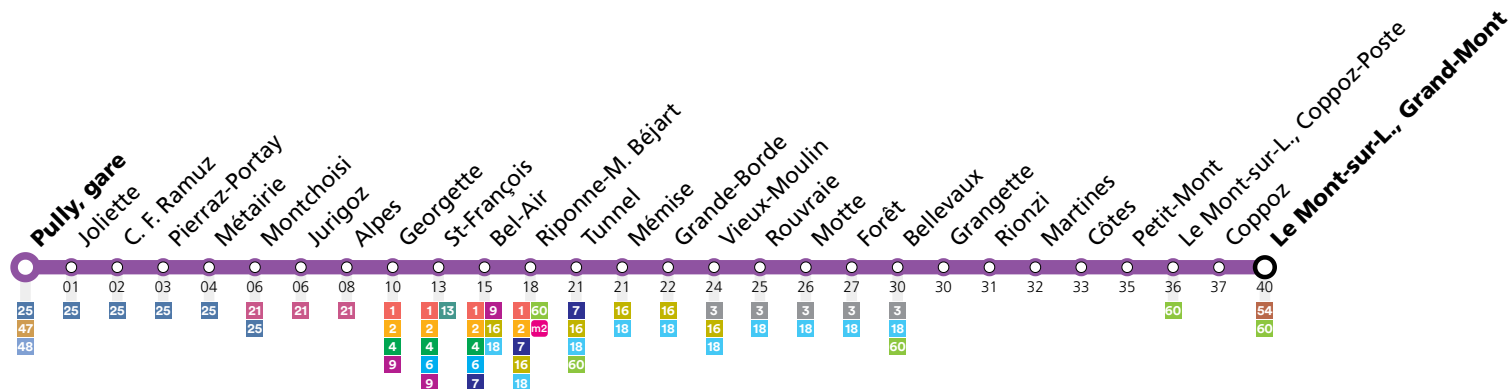 Pully, gare
Joliette
C. F. Ramuz
Pierraz-Portay
Métairie
Montchoisi
Jurigoz
Alpes
Georgette
St-François
Bel-Air
Riponne-M. Béjart
Tunnel
Mémise
Grande-Borde
Vieux-Moulin
Rouvraie
Motte
Forêt
Bellevaux
Grangette
Rionzi
Martines
Côtes
Petit-Mont
Le Mont-sur-L., Coppoz-Poste
Coppoz
Le Mont-sur-L., Grand-Mont
01 02 03 04 06 06 08 10 13 15 18 21 21 22 24 25 26 27 30 30 31 32 33 35 36 37 40
25 25 25 25 25 21 21 21 1 1 13 1 9 1 60 7 16 16 3 3 3 3 3 60 54
47 25 2 2 2 16 2 m2 16 18 18 16 18 18 18 18 60
48 4 4 4 18 7 18 18 60
9 6 6 16 60
9 7 18